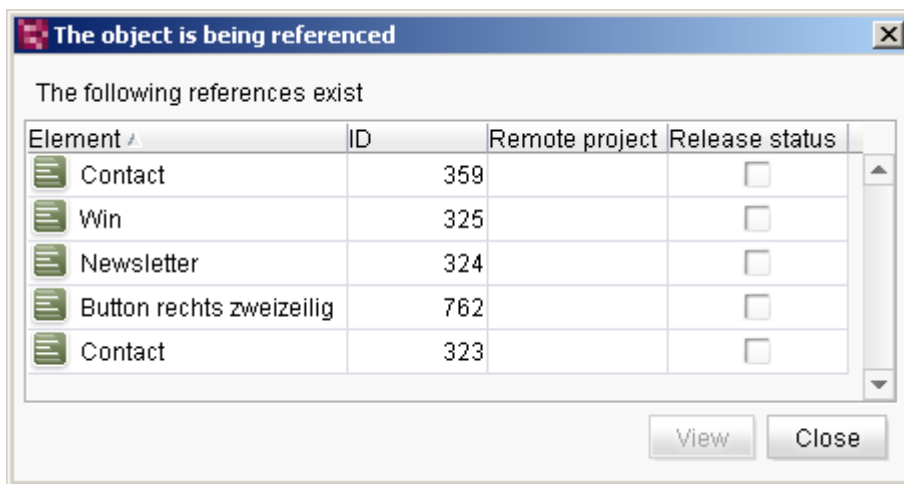 The object is being referenced
The following references exist
Element ID Remote project Release status
Contact 359
Win 325
Newsletter 324
Button rechts zweizeilig 762
Contact 323
View Close